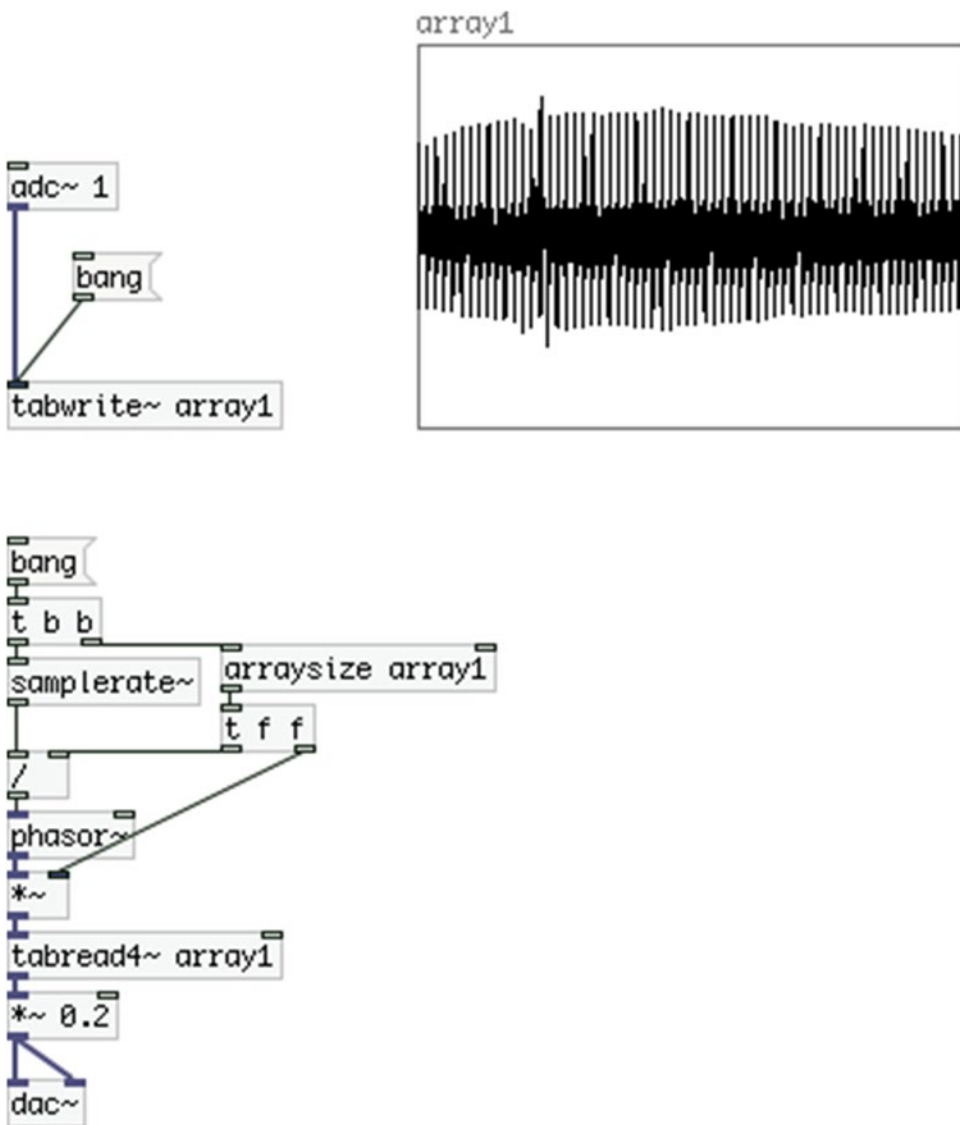 array1
adc~ 1
bang
tabwrite~ array1
bang
t b b
arraysize array1
samplerate~
t f f
/
phasor~
*~
tabread4~ array1
*~ 0.2
dac~